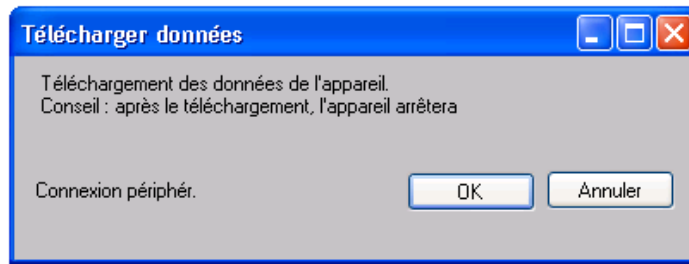 Télécharger données
Téléchargement des données de l'appareil.
Conseil : après le téléchargement, l'appareil arrêtera
Connexion périphér.
OK
Annuler